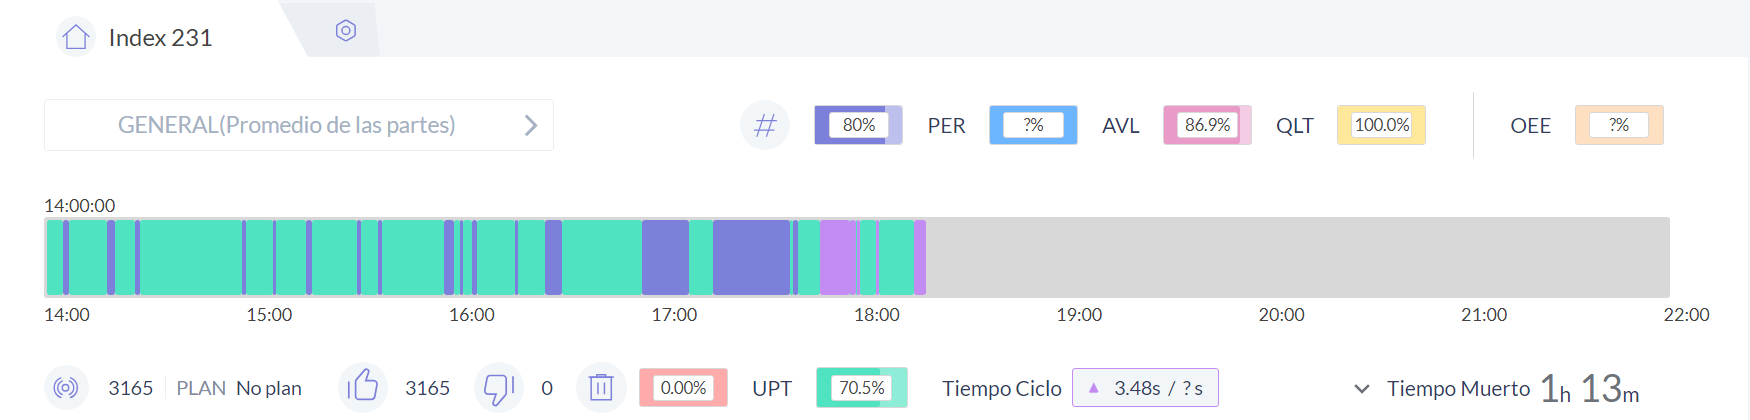 Index 231
GENERAL(Promedio de las partes)
# 80% PER ?% AVL 86.9% QLT 100.0% OEE ?%
14:00:00
14:00 15:00 16:00 17:00 18:00 19:00 20:00 21:00 22:00
3165 PLAN No plan 3165 0 0.00% UPT 70.5% Tiempo Ciclo ▲ 3.48s / ? s Tiempo Muerto 1h 13m